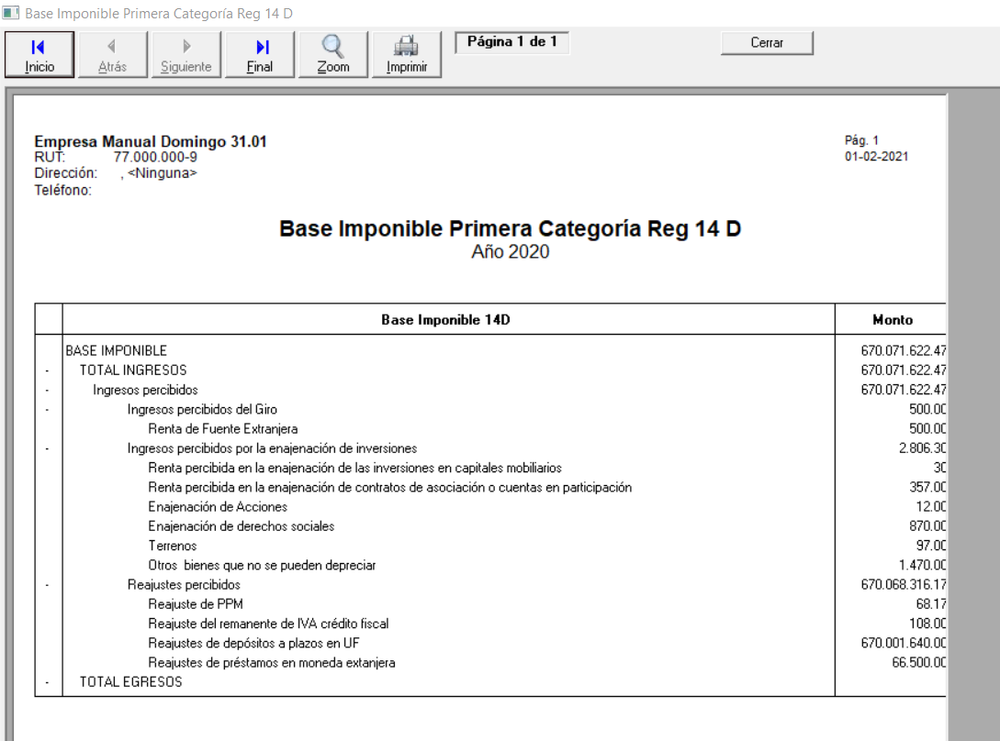 Base Imponible Primera Categoría Reg 14 D
Inicio Atrás Siguiente Final Zoom Imprimir Página 1 de 1 Cerrar
Empresa Manual Domingo 31.01 Pág. 1
RUT: 77.000.000-9 01-02-2021
Dirección: , <Ninguna>
Teléfono:
Base Imponible Primera Categoría Reg 14 D
Año 2020
Base Imponible 14D Monto
BASE IMPONIBLE 670.071.622.47
- TOTAL INGRESOS 670.071.622.47
- Ingresos percibidos 670.071.622.47
- Ingresos percibidos del Giro 500.00
Renta de Fuente Extranjera 500.00
- Ingresos percibidos por la enajenación de inversiones 2.806.30
Renta percibida en la enajenación de las inversiones en capitales mobiliarios 30
Renta percibida en la enajenación de contratos de asociación o cuentas en participación 357.00
Enajenación de Acciones 12.00
Enajenación de derechos sociales 870.00
Terrenos 97.00
Otros bienes que no se pueden depreciar 1.470.00
- Reajustes percibidos 670.068.316.17
Reajuste de PPM 68.17
Reajuste del remanente de IVA crédito fiscal 108.00
Reajustes de depósitos a plazos en UF 670.001.640.00
Reajustes de préstamos en moneda extanjera 66.500.00
- TOTAL EGRESOS